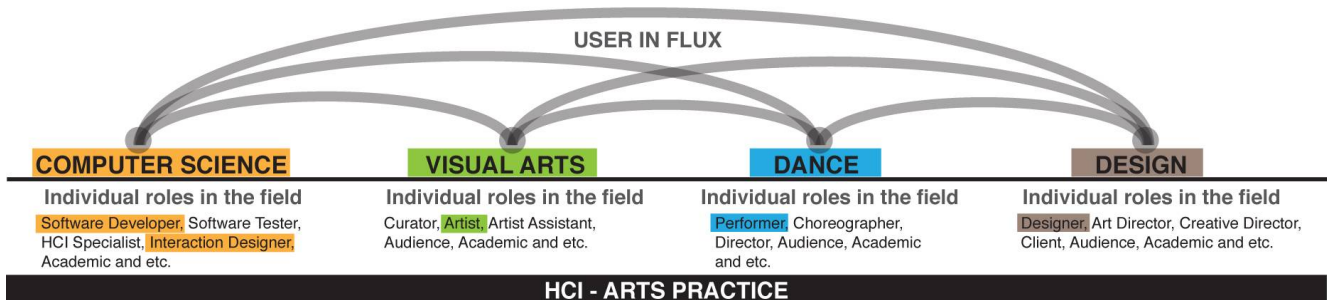 USER IN FLUX
COMPUTER SCIENCE
Individual roles in the field
Software Developer, Software Tester,
HCI Specialist, Interaction Designer,
Academic and etc.
VISUAL ARTS
Individual roles in the field
Curator, Artist, Artist Assistant,
Audience, Academic and etc.
DANCE
Individual roles in the field
Performer, Choreographer,
Director, Audience, Academic
and etc.
DESIGN
Individual roles in the field
Designer, Art Director, Creative Director,
Client, Audience, Academic and etc.
HCI - ARTS PRACTICE